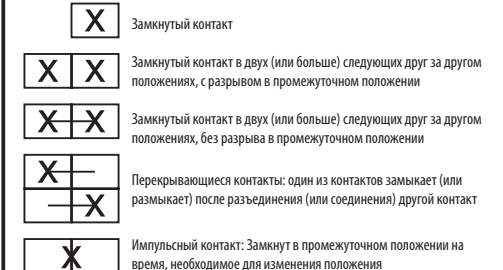 X Замкнутый контакт
X X Замкнутый контакт в двух (или больше) следующих друг за другом
положениях, с разрывом в промежуточном положении
X X Замкнутый контакт в двух (или больше) следующих друг за другом
положениях, без разрыва в промежуточном положении
X
X
Перекрывающиеся контакты: один из контактов замыкает (или
размыкает) после разъединения (или соединения) другой контакт
X Импульсный контакт: Замкнут в промежуточном положении на
время, необходимое для изменения положения